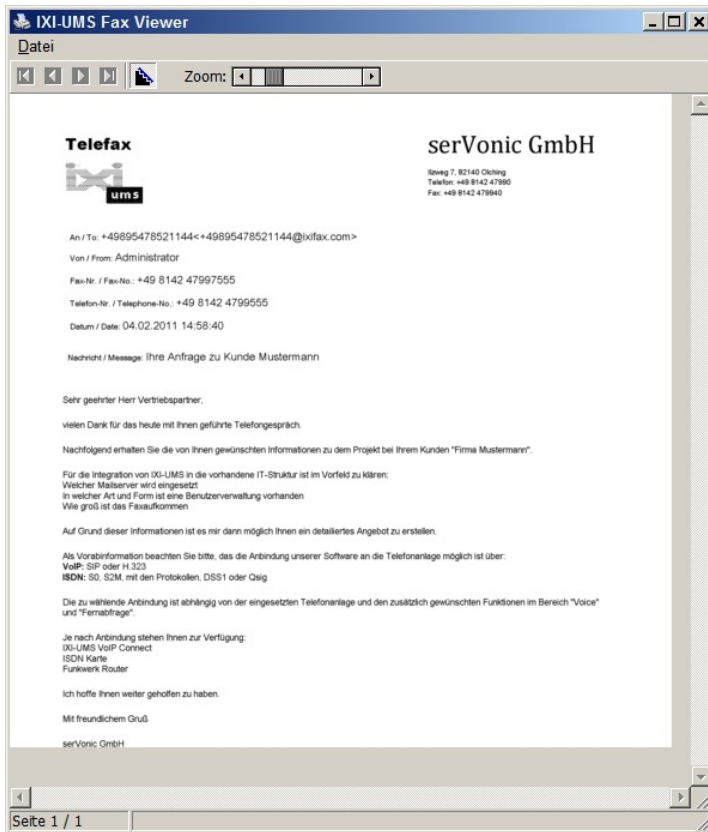 IXI-UMS Fax Viewer
Datei
Zoom:
Telefax
serVonic GmbH
ixi
ums
Ilzweg 7, 82140 Olching
Telefon: +49 8142 47990
Fax: +49 8142 479940
An / To: +49895478521144<+49895478521144@ixifax.com>
Von / From: Administrator
Fax-Nr. / Fax-No.: +49 8142 47997555
Telefon-Nr. / Telephone-No.: +49 8142 4799555
Datum / Date: 04.02.2011 14:58:40
Nachricht / Message: Ihre Anfrage zu Kunde Mustermann
Sehr geehrter Herr Vertriebspartner,
vielen Dank für das heute mit Ihnen geführte Telefongespräch.
Nachfolgend erhalten Sie die von Ihnen gewünschten Informationen zu dem Projekt bei Ihrem Kunden "Firma Mustermann".
Für die Integration von IXI-UMS in die vorhandene IT-Struktur ist im Vorfeld zu klären:
Welcher Mailserver wird eingesetzt
In welcher Art und Form ist eine Benutzerverwaltung vorhanden
Wie groß ist das Faxaufkommen
Auf Grund dieser Informationen ist es mir dann möglich Ihnen ein detailiertes Angebot zu erstellen.
Als Vorabinformation beachten Sie bitte, das die Anbindung unserer Software an die Telefonanlage möglich ist über:
VoIP: SIP oder H.323
ISDN: S0, S2M, mit den Protokollen, DSS1 oder Qsig
Die zu wählende Anbindung ist abhängig von der eingesetzten Telefonanlage und den zusätzlich gewünschten Funktionen im Bereich "Voice"
und "Fernabfrage".
Je nach Anbindung stehen Ihnen zur Verfügung:
IXI-UMS VoIP Connect
ISDN Karte
Funkwerk Router
Ich hoffe Ihnen weiter geholfen zu haben.
Mit freundlichem Gruß
serVonic GmbH
Seite 1 / 1